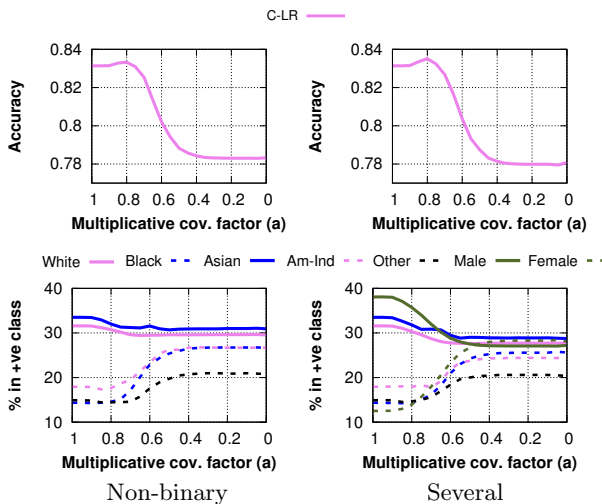 C-LR
0.84 0.84
0.82 0.82
0.8 0.8
0.78 0.78
Accuracy Accuracy
1 0.8 0.6 0.4 0.2 0 1 0.8 0.6 0.4 0.2 0
Multiplicative cov. factor (a) Multiplicative cov. factor (a)
White Black Asian Am-Ind Other Male Female
40 40
30 30
20 20
10 10
% in +ve class % in +ve class
1 0.8 0.6 0.4 0.2 0 1 0.8 0.6 0.4 0.2 0
Multiplicative cov. factor (a) Multiplicative cov. factor (a)
Non-binary Several